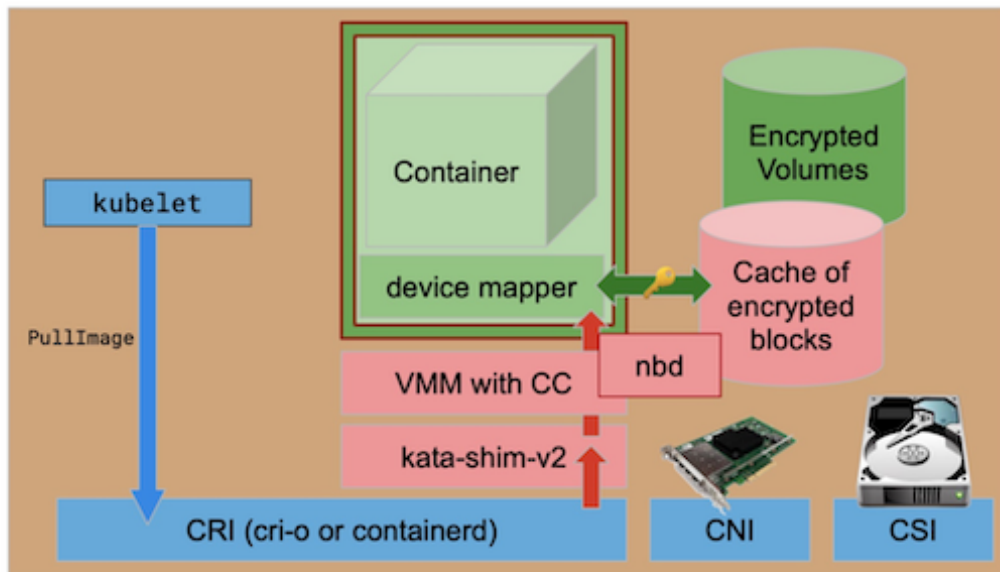 Container
Encrypted
Volumes
kubelet
device mapper
Cache of
encrypted
blocks
PullImage
nbd
VMM with CC
kata-shim-v2
CRI (cri-o or containerd)
CNI
CSI